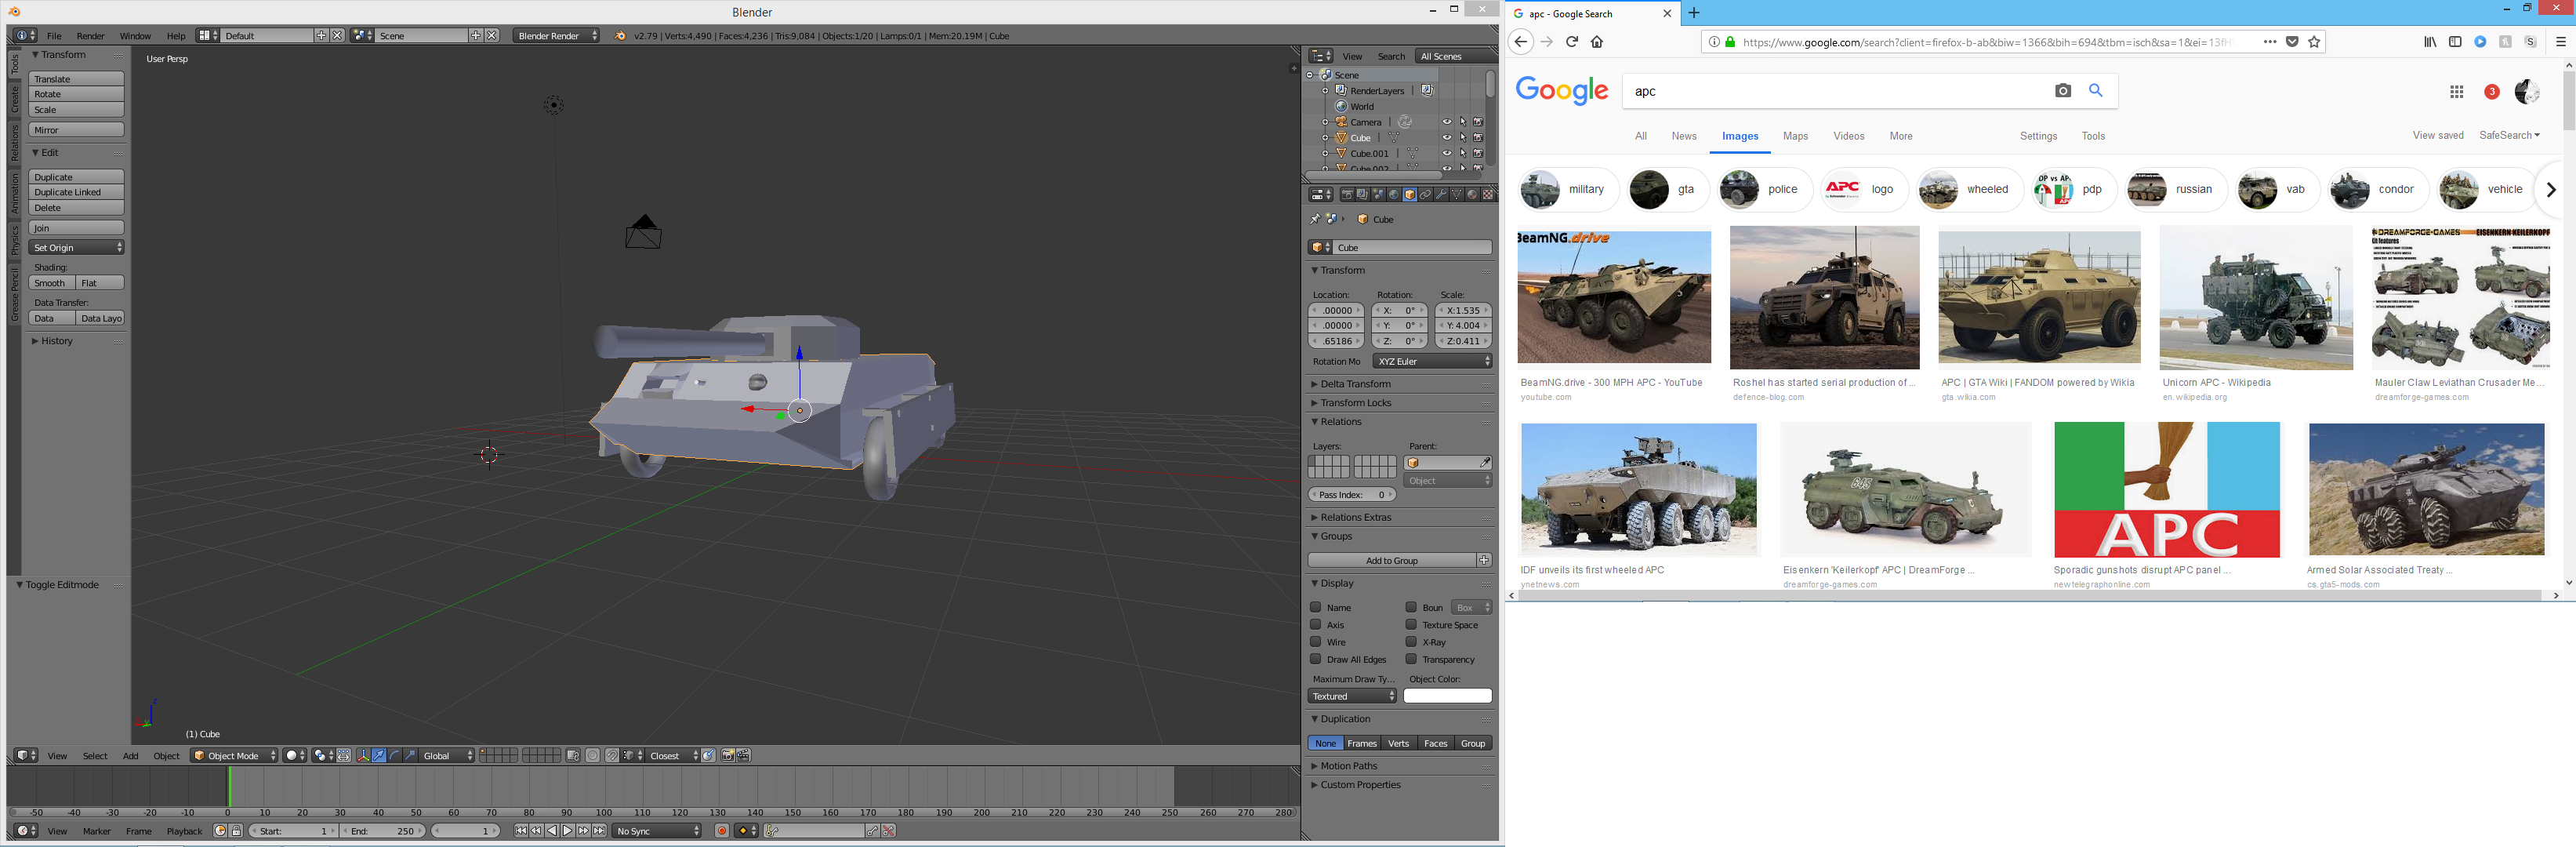 Blender
File Render Window Help Default Scene Blender Render v2.79 | Verts:4,490 | Faces:4,236 | Tris:9,084 | Objects:1/20 | Lamps:0/1 | Mem:20.19M | Cube
Tools
Create
Relations
Animation
Physics
Grease Pencil
Transform
Translate
Rotate
Scale
Mirror
Edit
Duplicate
Duplicate Linked
Delete
Join
Set Origin
Shading:
Smooth Flat
Data Transfer:
Data Data Layo
History
Toggle Editmode
User Persp
(1) Cube
View Select Add Object Object Mode Global Closest
-50 -40 -30 -20 -10 0 10 20 30 40 50 60 70 80 90 100 110 120 130 140 150 160 170 180 190 200 210 220 230 240 250 260 270 280
View Marker Frame Playback Start: 1 End: 250 1 No Sync
View Search All Scenes
Scene
RenderLayers
World
Camera
Cube
Cube.001
Cube.002
Cube
Cube
Transform
Location: Rotation: Scale:
.00000 X: 0° X:1.535
.00000 Y: 0° Y: 4.004
.65186 Z: 0° Z:0.411
Rotation Mo XYZ Euler
Delta Transform
Transform Locks
Relations
Layers: Parent:
Object
Pass Index: 0
Relations Extras
Groups
Add to Group
Display
Name Boun Box
Axis Texture Space
Wire X-Ray
Draw All Edges Transparency
Maximum Draw Ty... Object Color:
Textured
Duplication
None Frames Verts Faces Group
Motion Paths
Custom Properties
apc - Google Search
https://www.google.com/search?client=firefox-b-ab&biw=1366&bih=694&tbm=isch&sa=1&ei=13fH
Google apc 3
All News Images Maps Videos More Settings Tools View saved SafeSearch
military gta police logo wheeled pdp russian vab condor vehicle
APC
OP vs AP
BeamNG.drive
DREAMFORGE-GAMES EISENKERN KEILERKOPF
Kit features
BeamNG.drive - 300 MPH APC - YouTube
youtube.com
Roshel has started serial production of ...
defence-blog.com
APC | GTA Wiki | FANDOM powered by Wikia
gta.wikia.com
Unicorn APC - Wikipedia
en.wikipedia.org
Mauler Claw Leviathan Crusader Me...
dreamforge-games.com
645
APC
IDF unveils its first wheeled APC
ynetnews.com
Eisenkern 'Keilerkopf' APC | DreamForge ...
dreamforge-games.com
Sporadic gunshots disrupt APC panel ...
newtelegraphonline.com
Armed Solar Associated Treaty ...
cs.gta5-mods.com